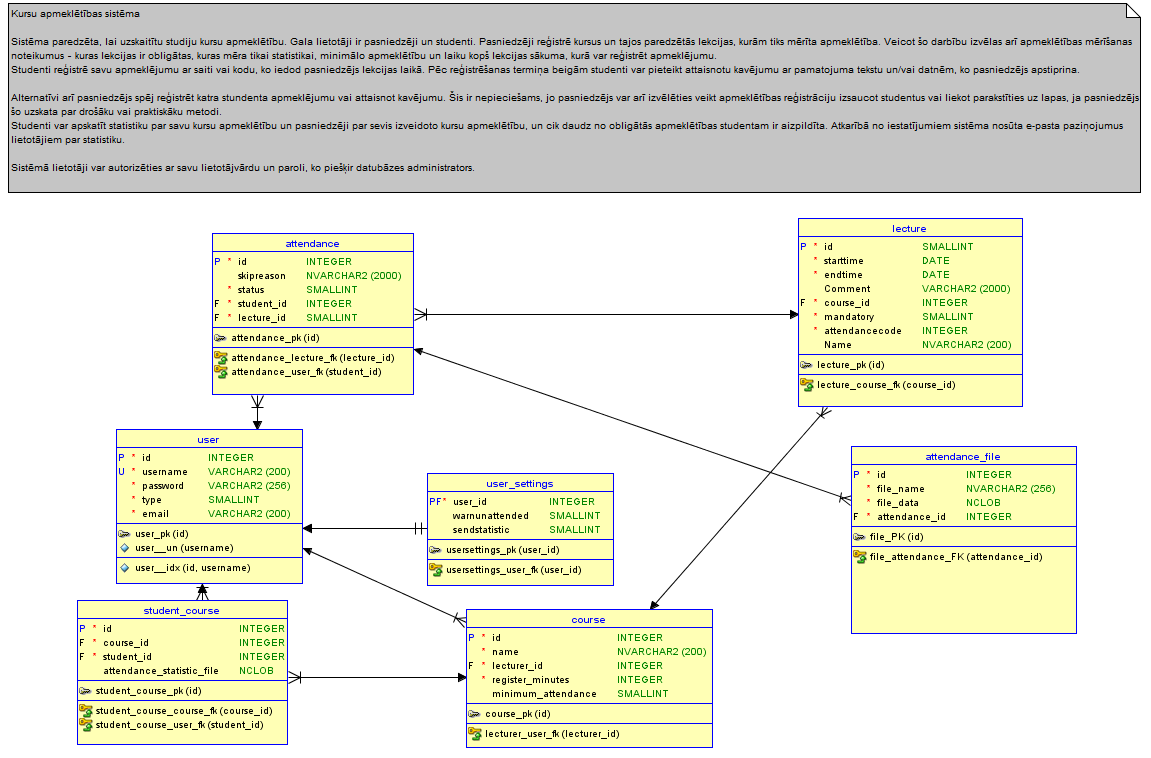 Kursu apmeklētības sistēma
Sistēma paredzēta, lai uzskaitītu studiju kursu apmeklētību. Gala lietotāji ir pasniedzēji un studenti. Pasniedzēji reģistrē kursus un tajos paredzētās lekcijas, kurām tiks mērīta apmeklētība. Veicot šo darbību izvēlas arī apmeklētības mērīšanas
noteikumus - kuras lekcijas ir obligātas, kuras mēra tikai statistikai, minimālo apmeklētību un laiku kopš lekcijas sākuma, kurā var reģistrēt apmeklējumu.
Studenti reģistrē savu apmeklējumu ar saiti vai kodu, ko iedod pasniedzējs lekcijas laikā. Pēc reģistrēšanas termiņa beigām studenti var pieteikt attaisnotu kavējumu ar pamatojuma tekstu un/vai datnēm, ko pasniedzējs apstiprina.
Alternatīvi arī pasniedzējs spēj reģistrēt katra stundenta apmeklējumu vai attaisnot kavējumu. Šis ir nepieciešams, jo pasniedzējs var arī izvēlēties veikt apmeklētības reģistrāciju izsaucot studentus vai liekot parakstīties uz lapas, ja pasniedzējs
šo uzskata par drošāku vai praktiskāku metodi.
Studenti var apskatīt statistiku par savu kursu apmeklētību un pasniedzēji par sevis izveidoto kursu apmeklētību, un cik daudz no obligātās apmeklētības studentam ir aizpildīta. Atkarībā no iestatījumiem sistēma nosūta e-pasta paziņojumus
lietotājiem par statistiku.
Sistēmā lietotāji var autorizēties ar savu lietotājvārdu un paroli, ko piešķir datubāzes administrators.
attendance
P * id INTEGER
skipreason NVARCHAR2 (2000)
* status SMALLINT
F * student_id INTEGER
F * lecture_id SMALLINT
attendance_pk (id)
attendance_lecture_fk (lecture_id)
attendance_user_fk (student_id)
lecture
P * id SMALLINT
* starttime DATE
* endtime DATE
Comment VARCHAR2 (2000)
F * course_id INTEGER
* mandatory SMALLINT
* attendancecode INTEGER
Name NVARCHAR2 (200)
lecture_pk (id)
lecture_course_fk (course_id)
user
P * id INTEGER
U * username VARCHAR2 (200)
* password VARCHAR2 (256)
* type SMALLINT
* email VARCHAR2 (200)
user_pk (id)
user__un (username)
user__idx (id, username)
user_settings
PF* user_id INTEGER
warnunattended SMALLINT
sendstatistic SMALLINT
usersettings_pk (user_id)
usersettings_user_fk (user_id)
attendance_file
P * id INTEGER
* file_name NVARCHAR2 (256)
* file_data NCLOB
F * attendance_id INTEGER
file_PK (id)
file_attendance_FK (attendance_id)
student_course
P * id INTEGER
F * course_id INTEGER
F * student_id INTEGER
attendance_statistic_file NCLOB
student_course_pk (id)
student_course_course_fk (course_id)
student_course_user_fk (student_id)
course
P * id INTEGER
* name NVARCHAR2 (200)
F * lecturer_id INTEGER
* register_minutes INTEGER
minimum_attendance SMALLINT
course_pk (id)
lecturer_user_fk (lecturer_id)